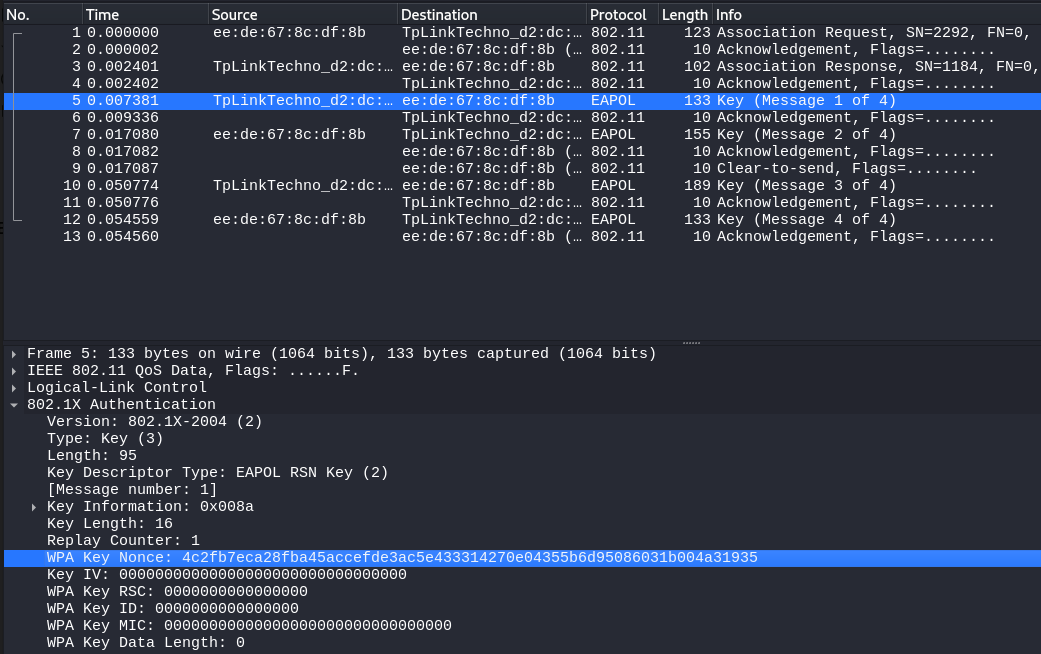 No. Time Source Destination Protocol Length Info
1 0.000000 ee:de:67:8c:df:8b TpLinkTechno_d2:dc:… 802.11 123 Association Request, SN=2292, FN=0,
2 0.000002 ee:de:67:8c:df:8b (… 802.11 10 Acknowledgement, Flags=........
3 0.002401 TpLinkTechno_d2:dc:… ee:de:67:8c:df:8b 802.11 102 Association Response, SN=1184, FN=0,
4 0.002402 TpLinkTechno_d2:dc:… 802.11 10 Acknowledgement, Flags=........
5 0.007381 TpLinkTechno_d2:dc:… ee:de:67:8c:df:8b EAPOL 133 Key (Message 1 of 4)
6 0.009336 TpLinkTechno_d2:dc:… 802.11 10 Acknowledgement, Flags=........
7 0.017080 ee:de:67:8c:df:8b TpLinkTechno_d2:dc:… EAPOL 155 Key (Message 2 of 4)
8 0.017082 ee:de:67:8c:df:8b (… 802.11 10 Acknowledgement, Flags=........
9 0.017087 ee:de:67:8c:df:8b (… 802.11 10 Clear-to-send, Flags=........
10 0.050774 TpLinkTechno_d2:dc:… ee:de:67:8c:df:8b EAPOL 189 Key (Message 3 of 4)
11 0.050776 TpLinkTechno_d2:dc:… 802.11 10 Acknowledgement, Flags=........
12 0.054559 ee:de:67:8c:df:8b TpLinkTechno_d2:dc:… EAPOL 133 Key (Message 4 of 4)
13 0.054560 ee:de:67:8c:df:8b (… 802.11 10 Acknowledgement, Flags=........
Frame 5: 133 bytes on wire (1064 bits), 133 bytes captured (1064 bits)
IEEE 802.11 QoS Data, Flags: ......F.
Logical-Link Control
802.1X Authentication
Version: 802.1X-2004 (2)
Type: Key (3)
Length: 95
Key Descriptor Type: EAPOL RSN Key (2)
[Message number: 1]
Key Information: 0x008a
Key Length: 16
Replay Counter: 1
WPA Key Nonce: 4c2fb7eca28fba45accefde3ac5e433314270e04355b6d95086031b004a31935
Key IV: 00000000000000000000000000000000
WPA Key RSC: 0000000000000000
WPA Key ID: 0000000000000000
WPA Key MIC: 00000000000000000000000000000000
WPA Key Data Length: 0